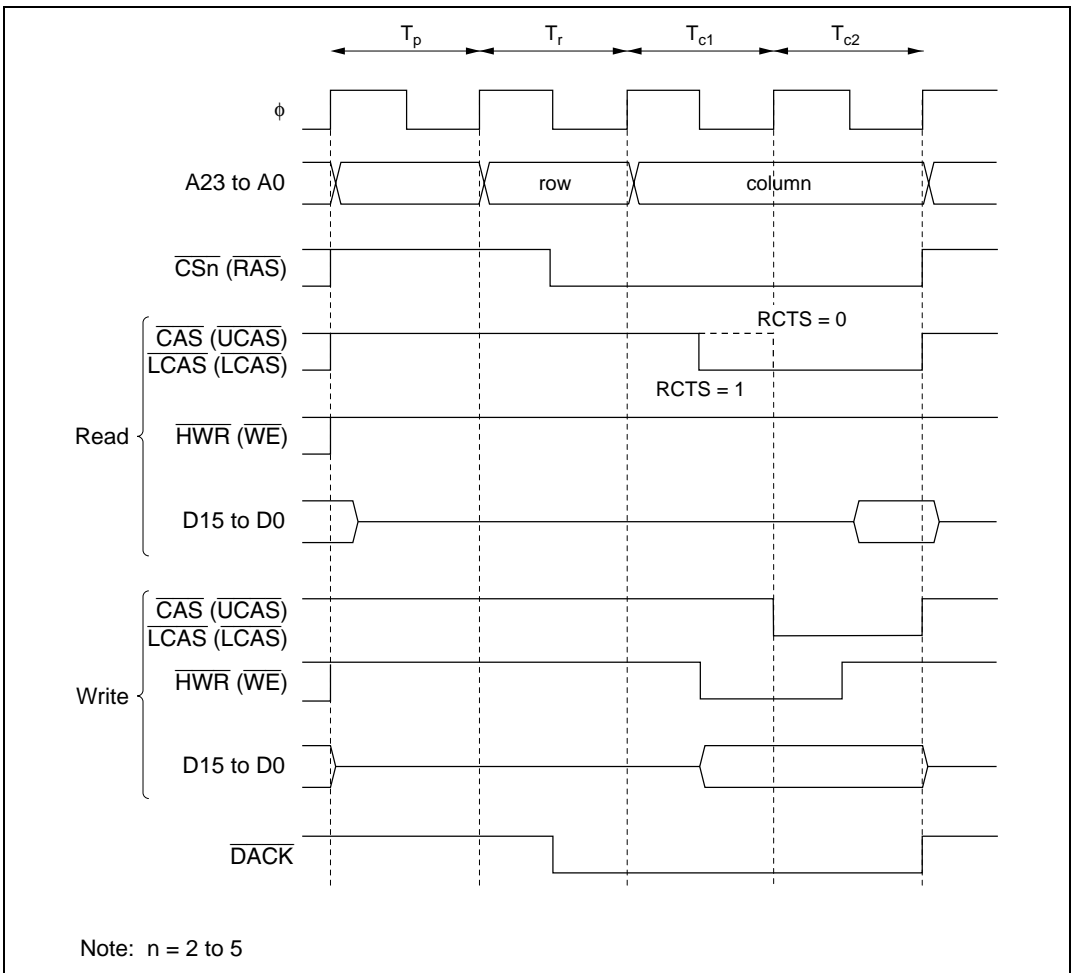 Tp Tr Tc1 Tc2
φ
A23 to A0 row column
CSn (RAS)
RCTS = 0
CAS (UCAS)
LCAS (LCAS)
RCTS = 1
Read HWR (WE)
D15 to D0
CAS (UCAS)
LCAS (LCAS)
Write HWR (WE)
D15 to D0
DACK
Note: n = 2 to 5